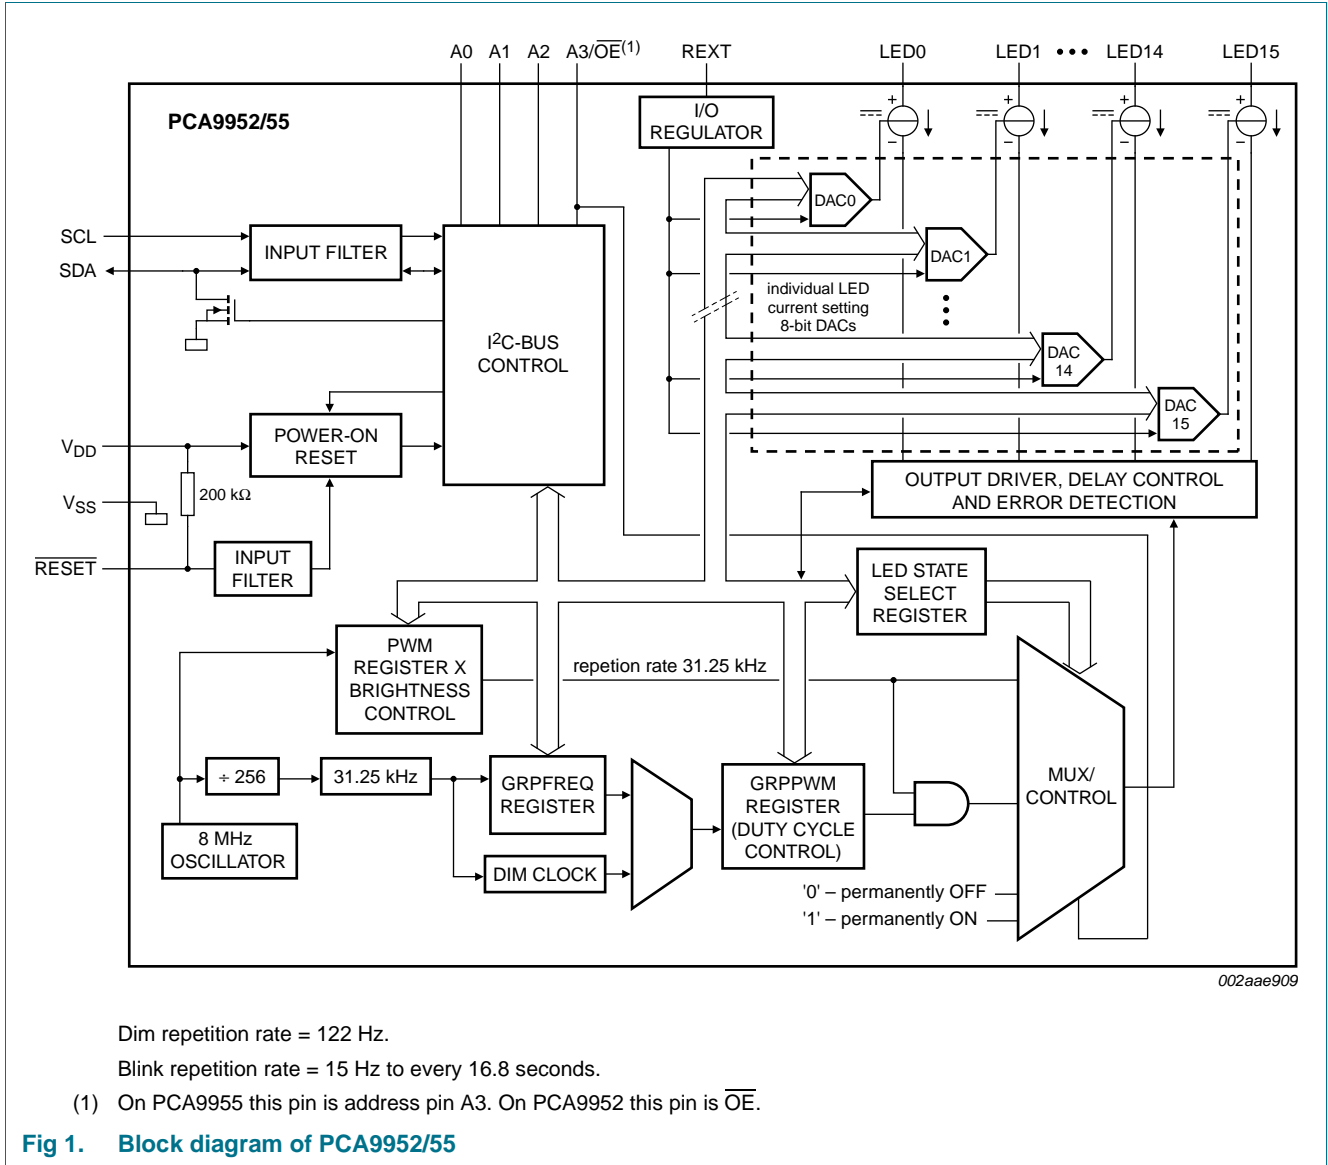 A0 A1 A2 A3/OE(1) REXT LED0 LED1 ••• LED14 LED15
PCA9952/55
I/O
REGULATOR
+ + + +
− − − −
DAC0
SCL
INPUT FILTER
SDA
DAC1
individual LED
current setting
8-bit DACs
I2C-BUS
CONTROL
DAC
14
DAC
15
VDD
POWER-ON
RESET
200 kΩ
VSS
OUTPUT DRIVER, DELAY CONTROL
AND ERROR DETECTION
RESET
INPUT
FILTER
LED STATE
SELECT
REGISTER
PWM
REGISTER X
BRIGHTNESS
CONTROL
repetion rate 31.25 kHz
÷ 256
31.25 kHz
GRPFREQ
REGISTER
GRPPWM
REGISTER
(DUTY CYCLE
CONTROL)
MUX/
CONTROL
8 MHz
OSCILLATOR
DIM CLOCK
'0' – permanently OFF
'1' – permanently ON
002aae909
Dim repetition rate = 122 Hz.
Blink repetition rate = 15 Hz to every 16.8 seconds.
(1) On PCA9955 this pin is address pin A3. On PCA9952 this pin is OE.
Fig 1. Block diagram of PCA9952/55